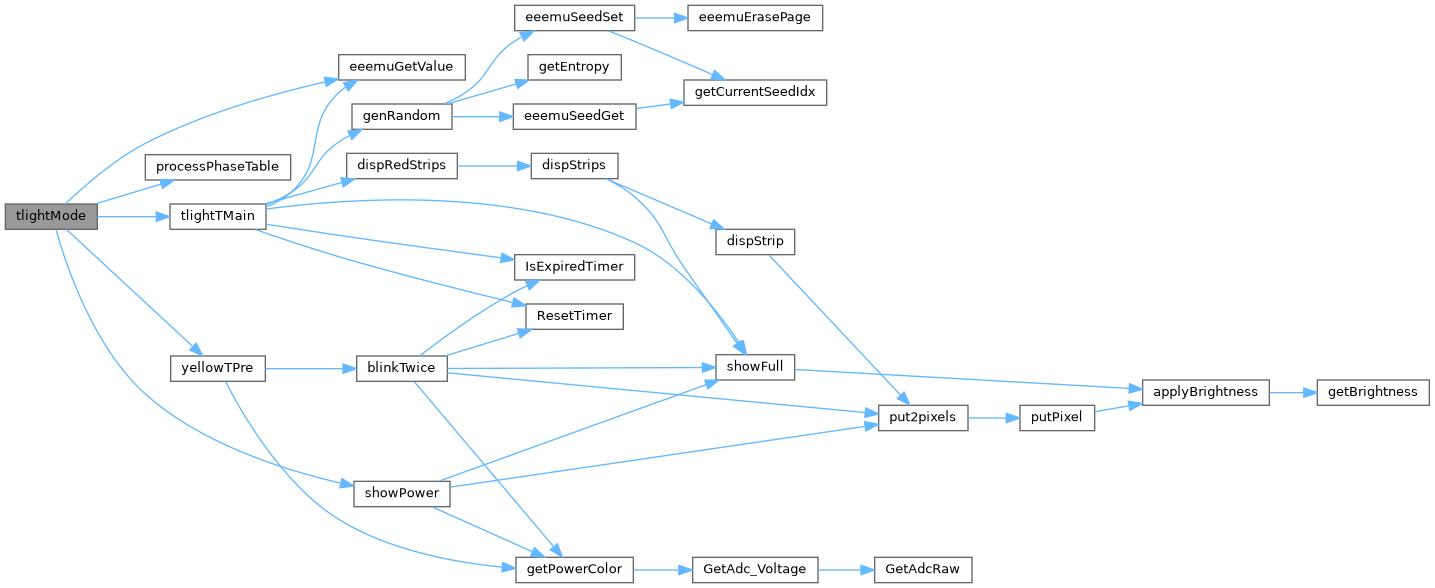 eeemuSeedSet
eeemuErasePage
eeemuGetValue
getEntropy
getCurrentSeedIdx
genRandom
eeemuSeedGet
processPhaseTable
dispRedStrips
dispStrips
tlightMode
tlightTMain
dispStrip
IsExpiredTimer
ResetTimer
yellowTPre
blinkTwice
showFull
applyBrightness
getBrightness
put2pixels
putPixel
showPower
getPowerColor
GetAdc_Voltage
GetAdcRaw